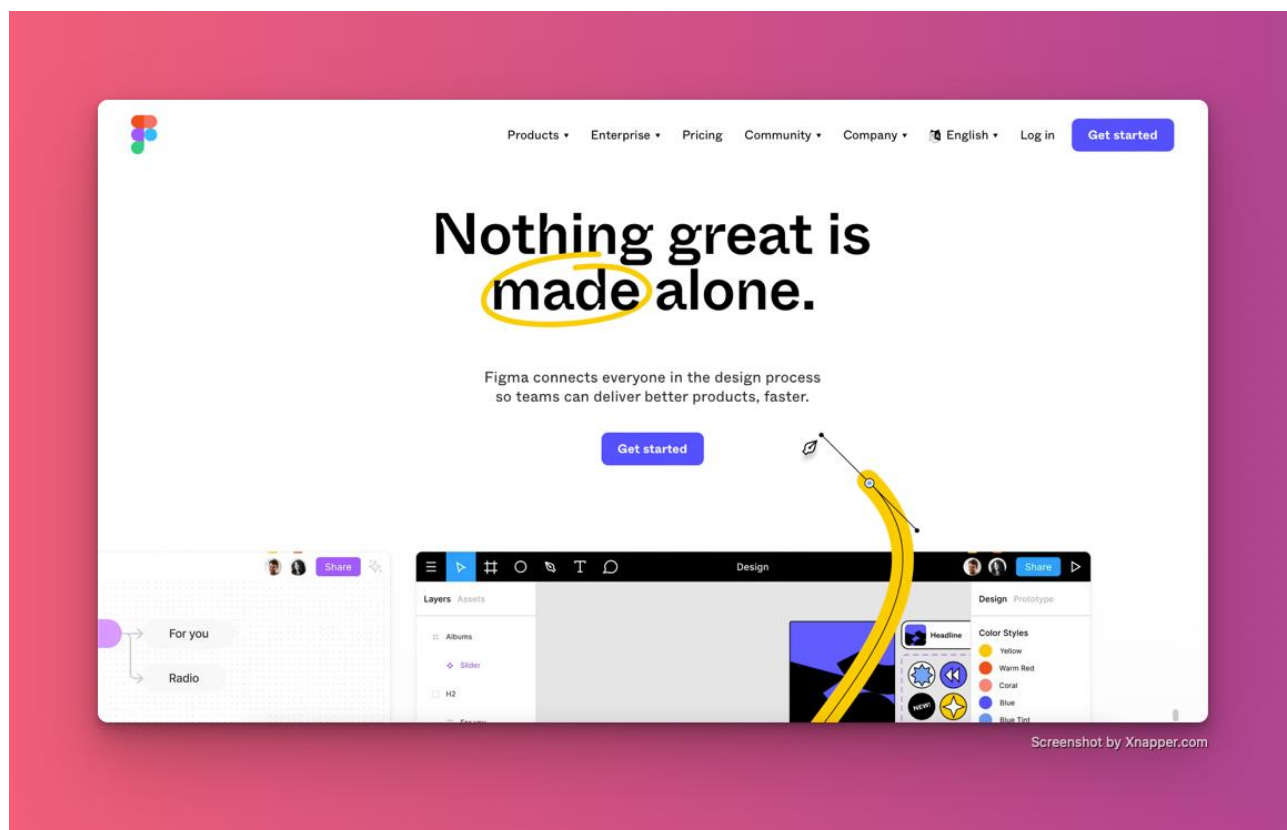 Products ▾ Enterprise ▾ Pricing Community ▾ Company ▾ English ▾ Log in Get started
Nothing great is
made alone.
Figma connects everyone in the design process
so teams can deliver better products, faster.
Get started
Share
For you
Radio
Design
Share
Layers Assets
Albums
Slider
H2
For you
Headline
NEW!
Design Prototype
Color Styles
Yellow
Warm Red
Coral
Blue
Blue Tint
Screenshot by Xnapper.com